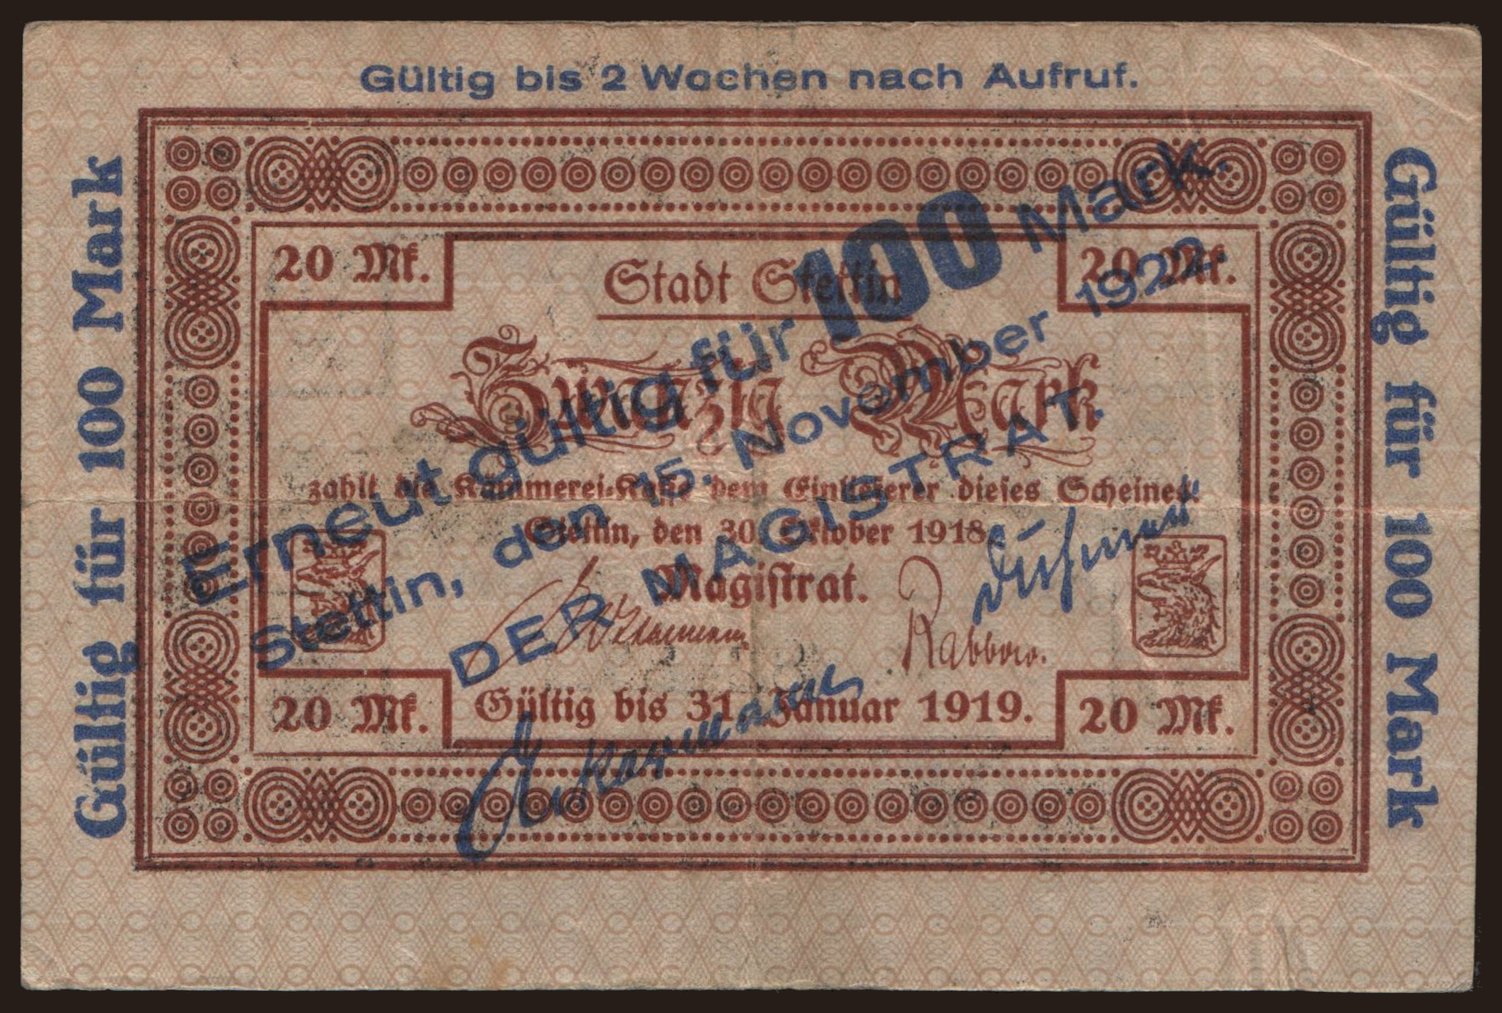 Gültig bis 2 Wochen nach Aufruf.
Gültig für 100 Mark
Gültig für 100 Mark
20 Mk.
20 Mk.
Stadt Stettin
Zwanzig Mark
zahlt die Kämmerei-Kasse dem Einlieferer dieses Scheines.
Stettin, den 30. Oktober 1918.
Magistrat.
Rabbow.
Gültig bis 31. Januar 1919.
20 Mk.
20 Mk.
Erneut gültig für 100 Mark.
Stettin, den 15. November 1922.
DER MAGISTRAT.
Ackermann